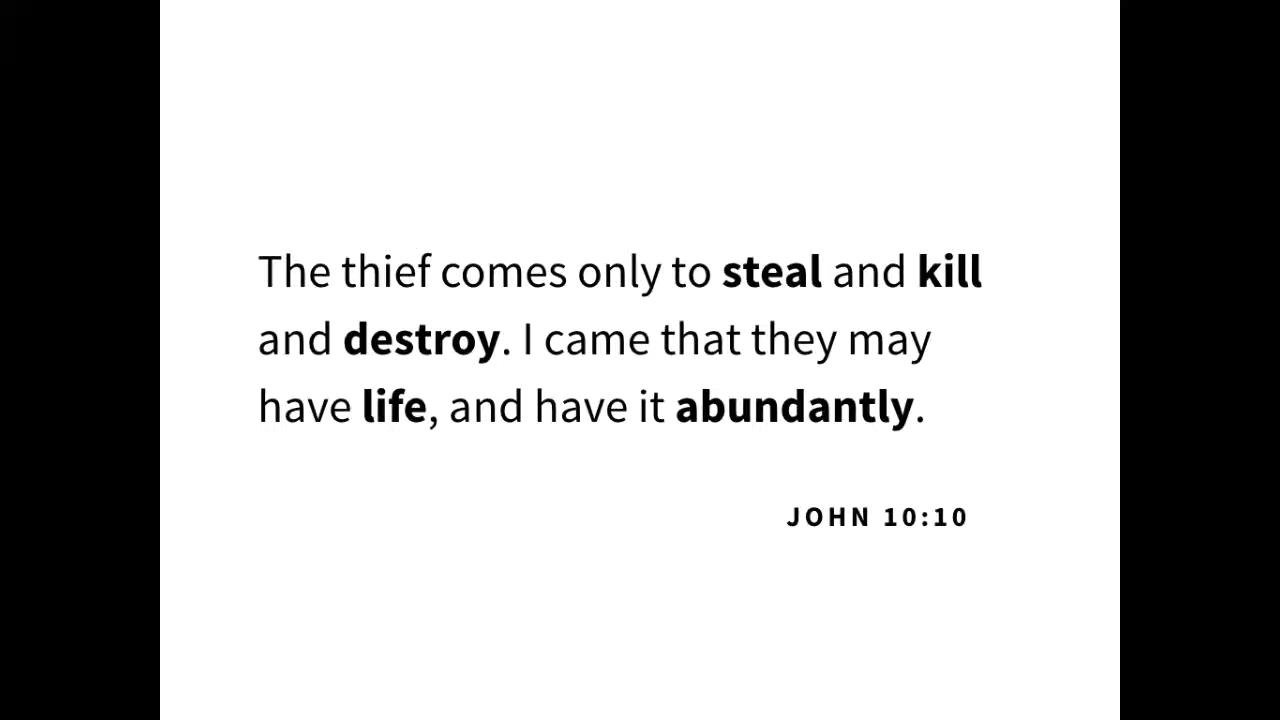 The thief comes only to steal and kill
and destroy. I came that they may
have life, and have it abundantly.
JOHN 10:10